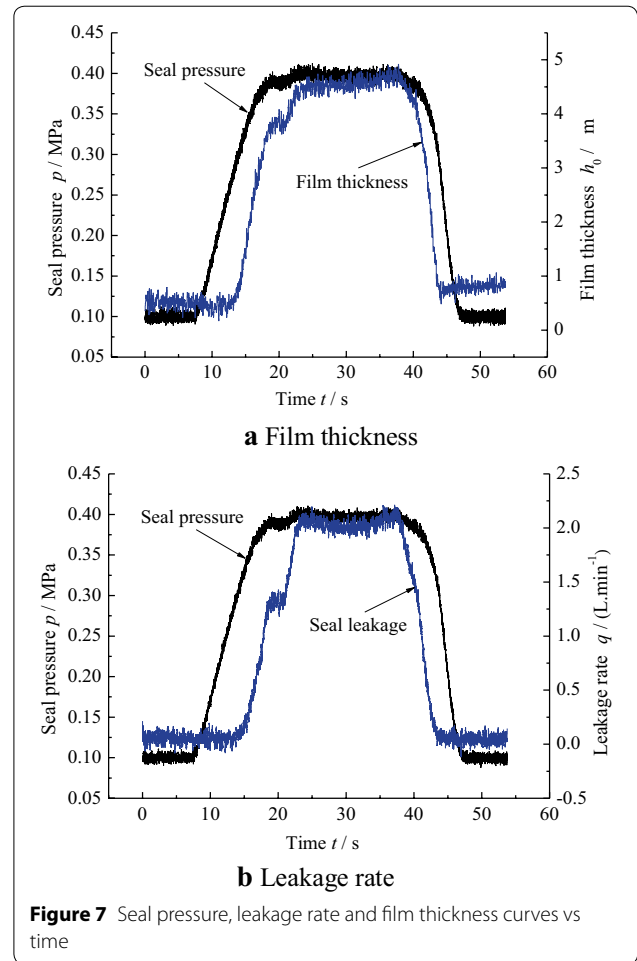 0.45
0.40
0.35
0.30
0.25
0.20
0.15
0.10
0.05
Seal pressure p / MPa
Seal pressure
Film thickness
5
4
3
2
1
0
Film thickness h₀ / m
0 10 20 30 40 50 60
Time t / s
a Film thickness
0.45
0.40
0.35
0.30
0.25
0.20
0.15
0.10
0.05
Seal pressure p / MPa
Seal pressure
Seal leakage
2.5
2.0
1.5
1.0
0.5
0.0
-0.5
Leakage rate q / (L.min⁻¹)
0 10 20 30 40 50 60
Time t / s
b Leakage rate
Figure 7 Seal pressure, leakage rate and film thickness curves vs
time